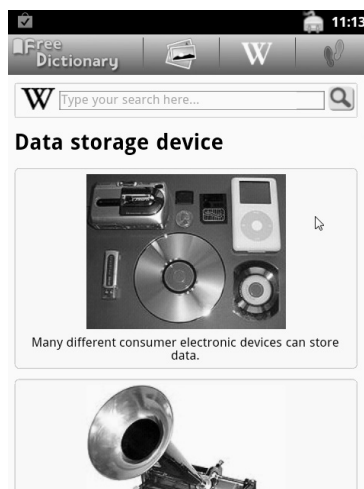 11:13
Free
Dictionary
W
W Type your search here...
Data storage device
Many different consumer electronic devices can store
data.